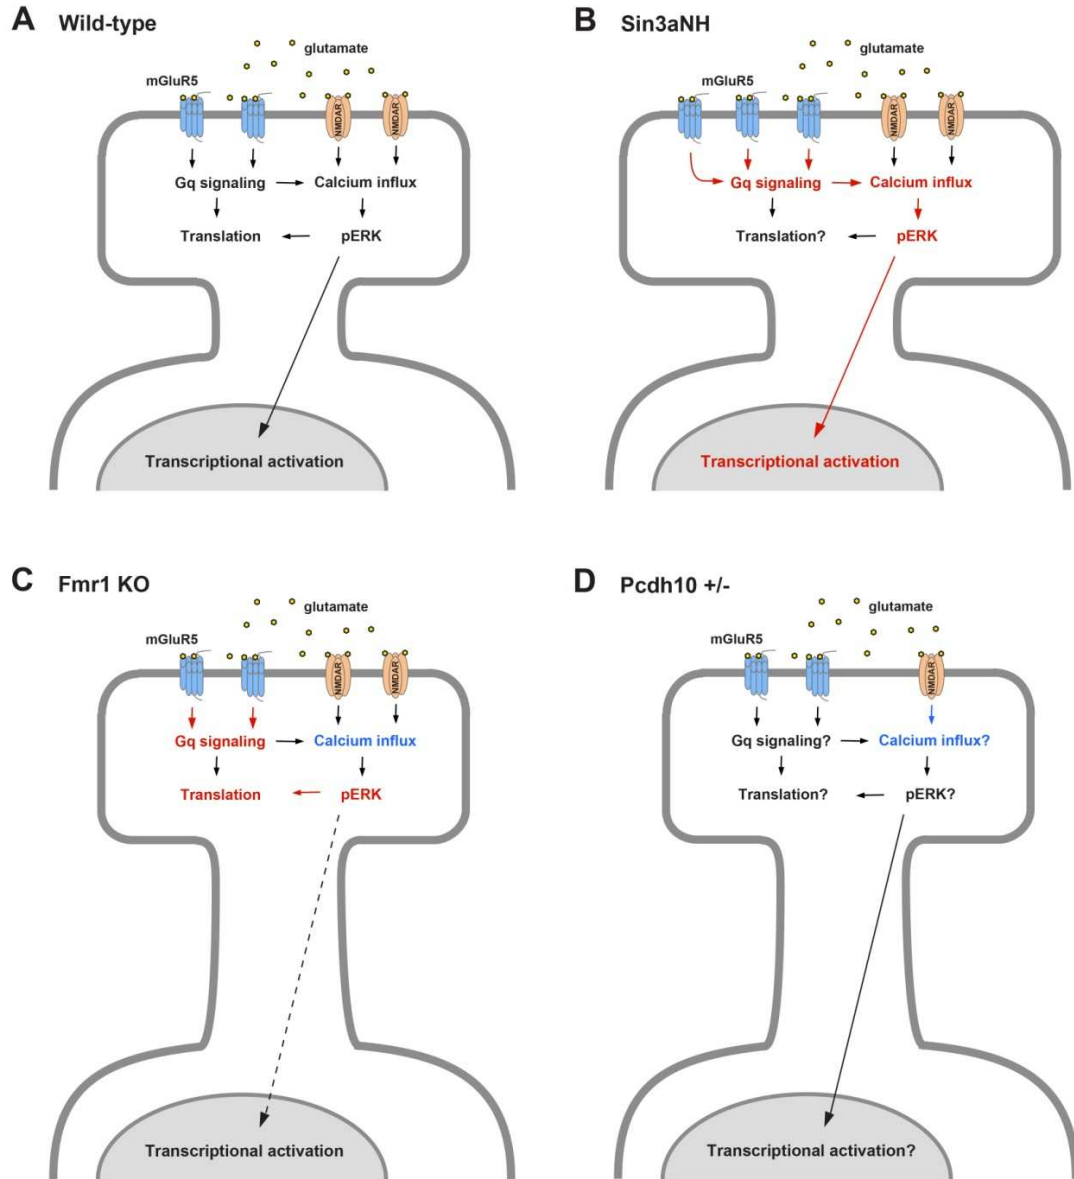 A Wild-type
glutamate
mGluR5
NMDAR NMDAR
Gq signaling Calcium influx
Translation pERK
Transcriptional activation
B Sin3aNH
glutamate
mGluR5
NMDAR NMDAR
Gq signaling Calcium influx
Translation? pERK
Transcriptional activation
C Fmr1 KO
glutamate
mGluR5
NMDAR NMDAR
Gq signaling Calcium influx
Translation pERK
Transcriptional activation
D Pcdh10 +/-
glutamate
mGluR5
NMDAR
Gq signaling? Calcium influx?
Translation? pERK?
Transcriptional activation?